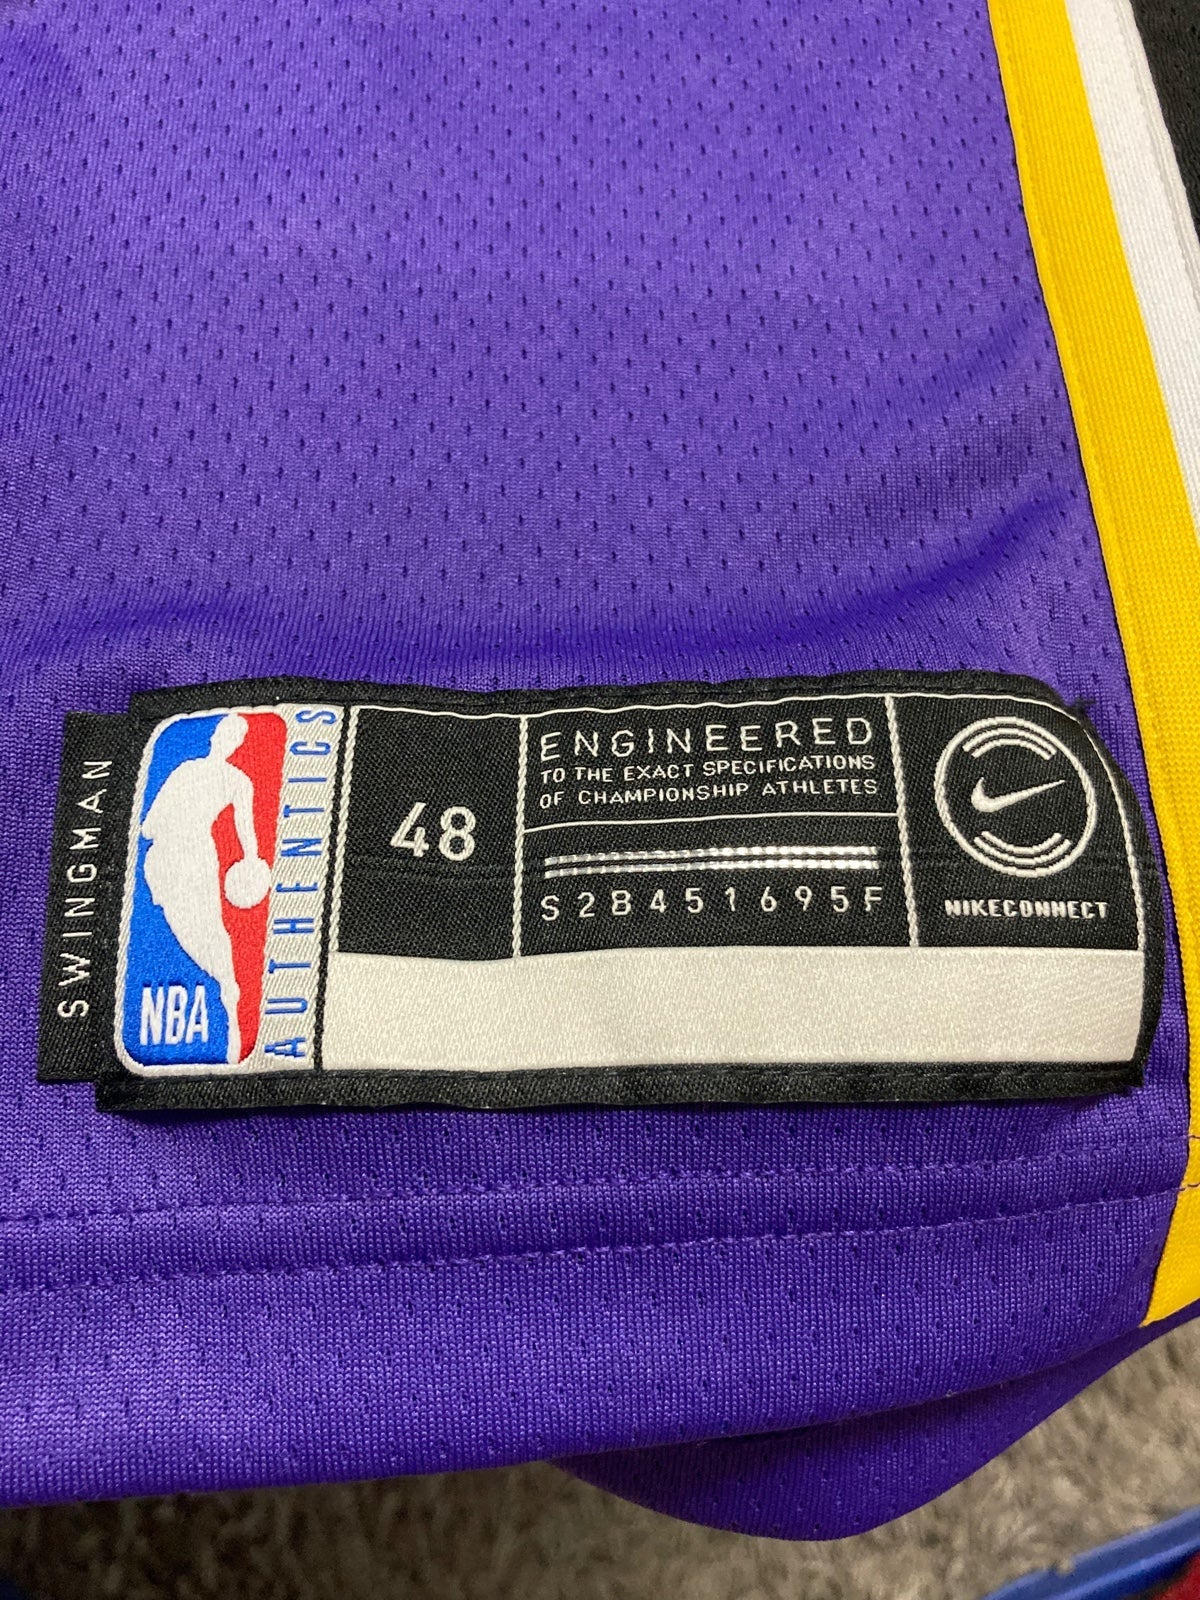 SWINGMAN
NBA
AUTHENTICS
48
ENGINEERED
TO THE EXACT SPECIFICATIONS
OF CHAMPIONSHIP ATHLETES
S2B451695F
NIKECONNECT